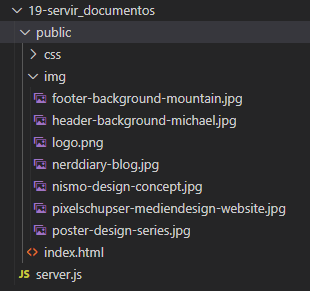 19-servir_documentos
public
css
img
footer-background-mountain.jpg
header-background-michael.jpg
logo.png
nerddiary-blog.jpg
nismo-design-concept.jpg
pixelschupser-mediendesign-website.jpg
poster-design-series.jpg
<> index.html
JS server.js